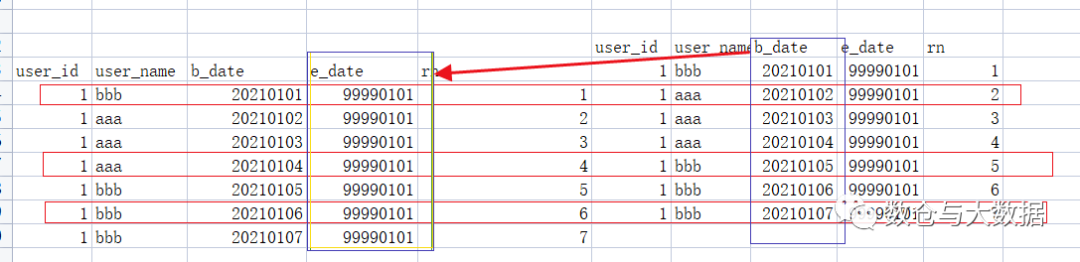 user_id user_name b_date e_date rn
user_id user_name b_date e_date rn 1 bbb 20210101 99990101 1
1 bbb 20210101 99990101 1 1 aaa 20210102 99990101 2
1 aaa 20210102 99990101 2 1 aaa 20210103 99990101 3
1 aaa 20210103 99990101 3 1 aaa 20210104 99990101 4
1 aaa 20210104 99990101 4 1 bbb 20210105 99990101 5
1 bbb 20210105 99990101 5 1 bbb 20210106 99990101 6
1 bbb 20210106 99990101 6 1 bbb 20210107
1 bbb 20210107 99990101 7
数仓与大数据